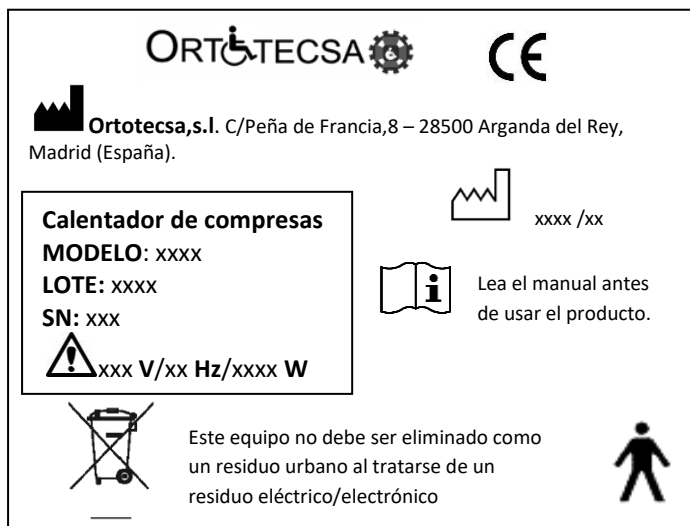 ORTOTECSA
CE
Ortotecsa,s.l. C/Peña de Francia,8 – 28500 Arganda del Rey,
Madrid (España).
xxxx /xx
Calentador de compresas
MODELO: xxxx
LOTE: xxxx
SN: xxx
xxx V/xx Hz/xxxx W
i
Lea el manual antes
de usar el producto.
Este equipo no debe ser eliminado como
un residuo urbano al tratarse de un
residuo eléctrico/electrónico